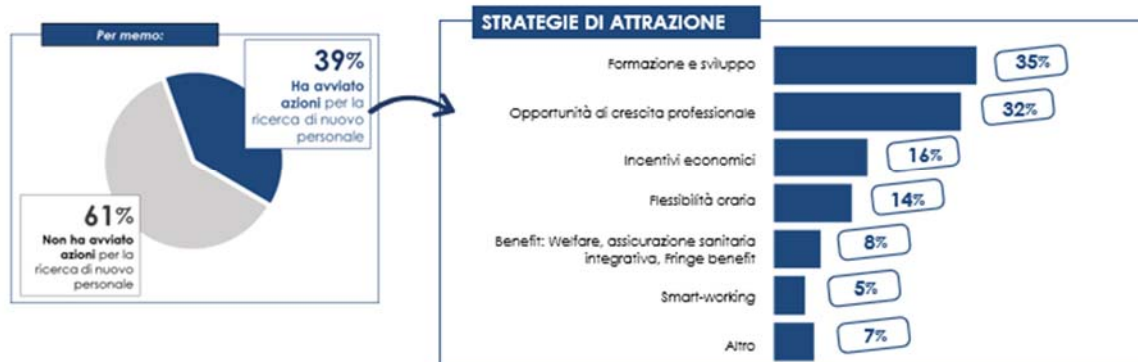 Per memo:
39%
Ha avviato
azioni per la
ricerca di nuovo
personale
61%
Non ha avviato
azioni per la
ricerca di nuovo
personale
STRATEGIE DI ATTRAZIONE
Formazione e sviluppo
35%
Opportunità di crescita professionale
32%
Incentivi economici
16%
Flessibilità oraria
14%
Benefit: Welfare, assicurazione sanitaria
integrativa, Fringe benefit
8%
Smart-working
5%
Altro
7%